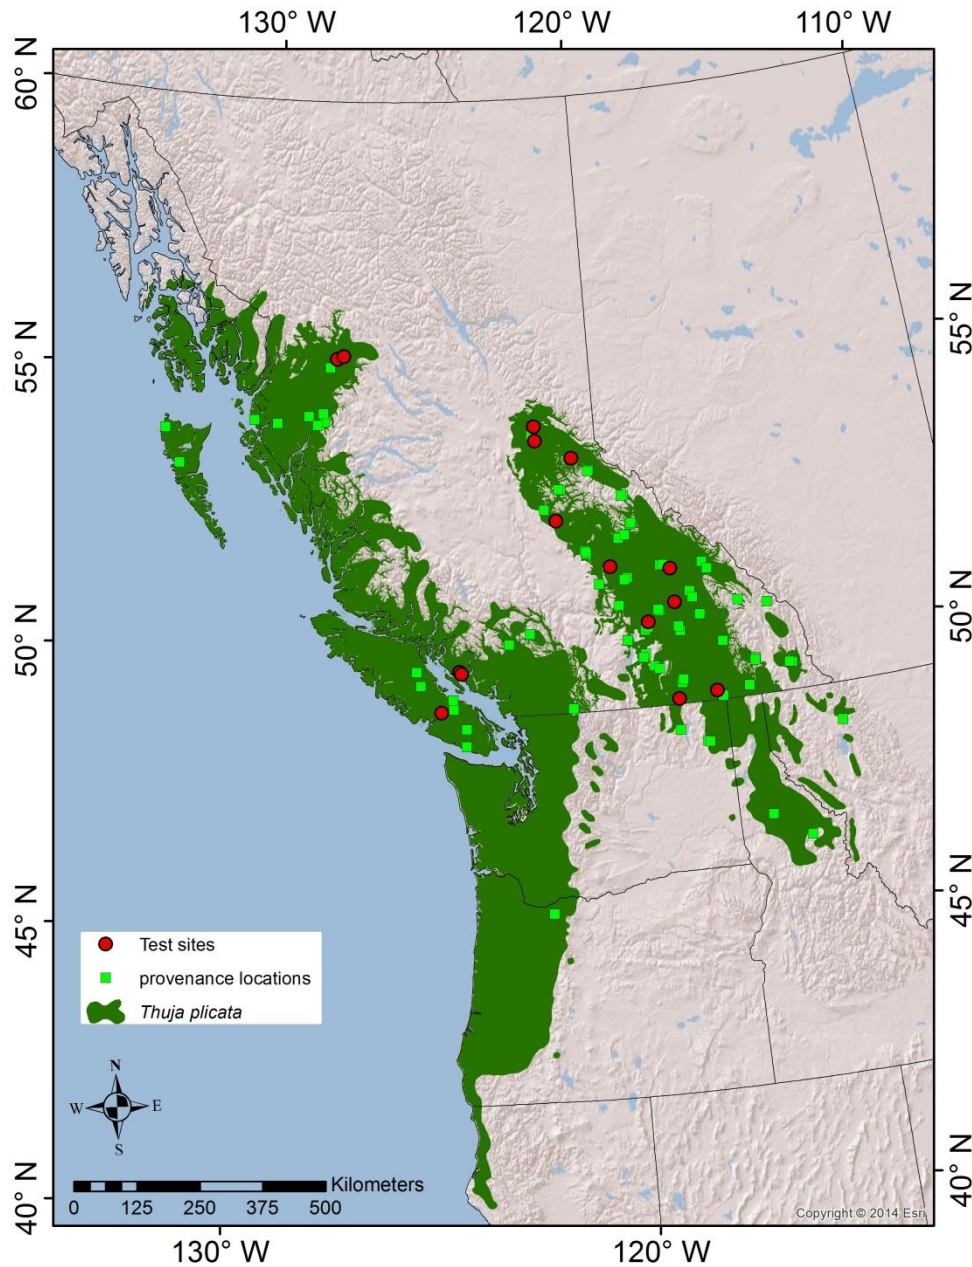 130° W 120° W 110° W
60° N
55° N
55° N
50° N
50° N
45° N
45° N
Test sites
provenance locations
Thuja plicata
N
W E
S
Kilometers
0 125 250 375 500
40° N
40° N
Copyright:© 2014 Esri
130° W 120° W